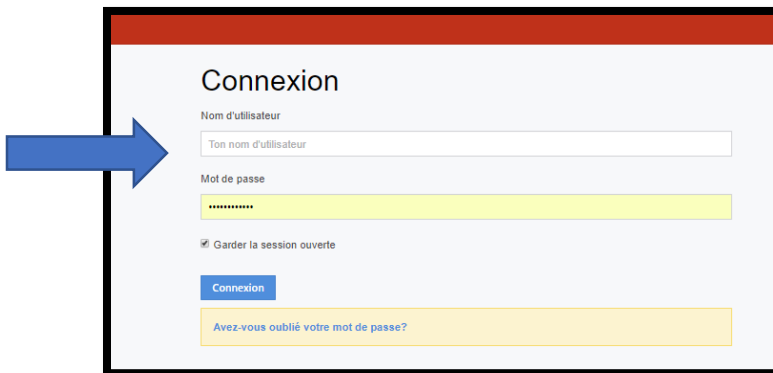 Connexion
Nom d'utilisateur
Ton nom d'utilisateur
Mot de passe
••••••••••••
Garder la session ouverte
Connexion
Avez-vous oublié votre mot de passe?